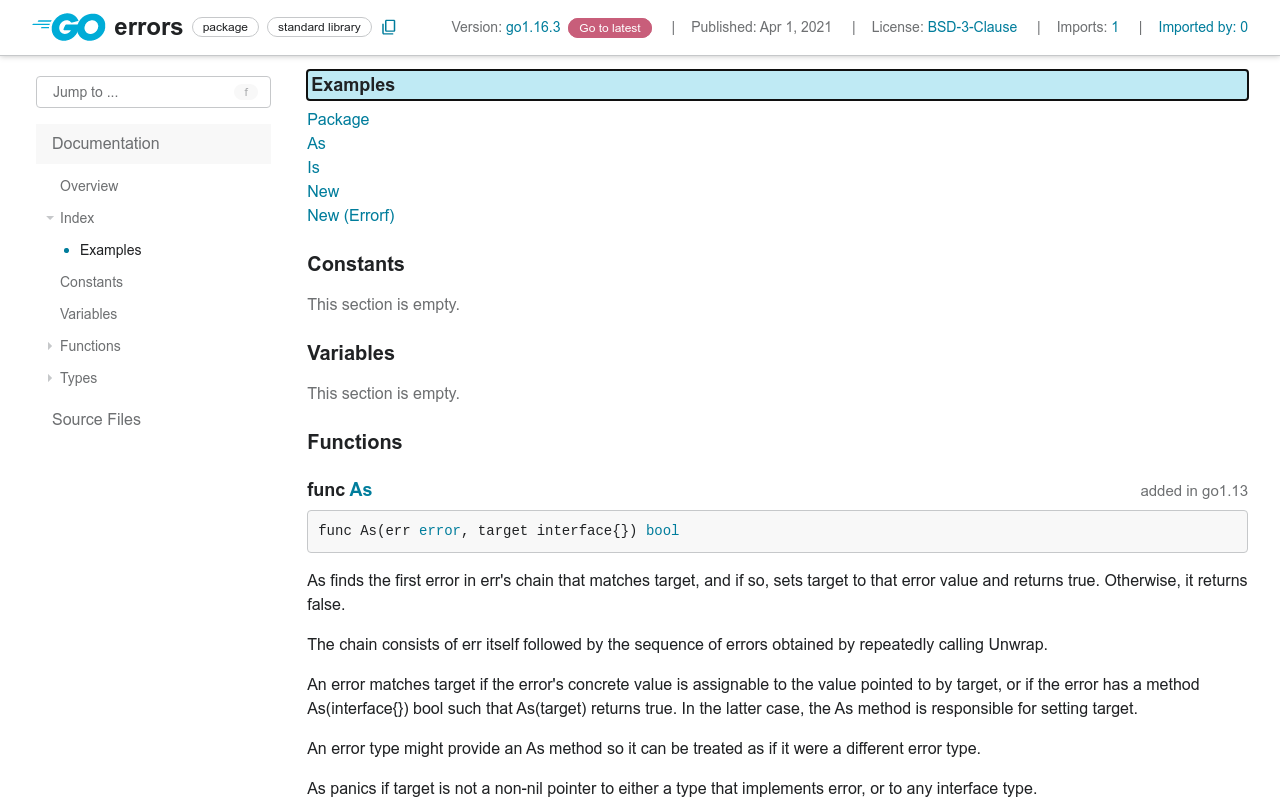 GO errors package standard library Version: go1.16.3 Go to latest | Published: Apr 1, 2021 | License: BSD-3-Clause | Imports: 1 | Imported by: 0
Jump to ... f
Documentation
Overview
Index
Examples
Constants
Variables
Functions
Types
Source Files
Examples
Package
As
Is
New
New (Errorf)
Constants
This section is empty.
Variables
This section is empty.
Functions
func As added in go1.13
func As(err error, target interface{}) bool
As finds the first error in err's chain that matches target, and if so, sets target to that error value and returns true. Otherwise, it returns
false.
The chain consists of err itself followed by the sequence of errors obtained by repeatedly calling Unwrap.
An error matches target if the error's concrete value is assignable to the value pointed to by target, or if the error has a method
As(interface{}) bool such that As(target) returns true. In the latter case, the As method is responsible for setting target.
An error type might provide an As method so it can be treated as if it were a different error type.
As panics if target is not a non-nil pointer to either a type that implements error, or to any interface type.